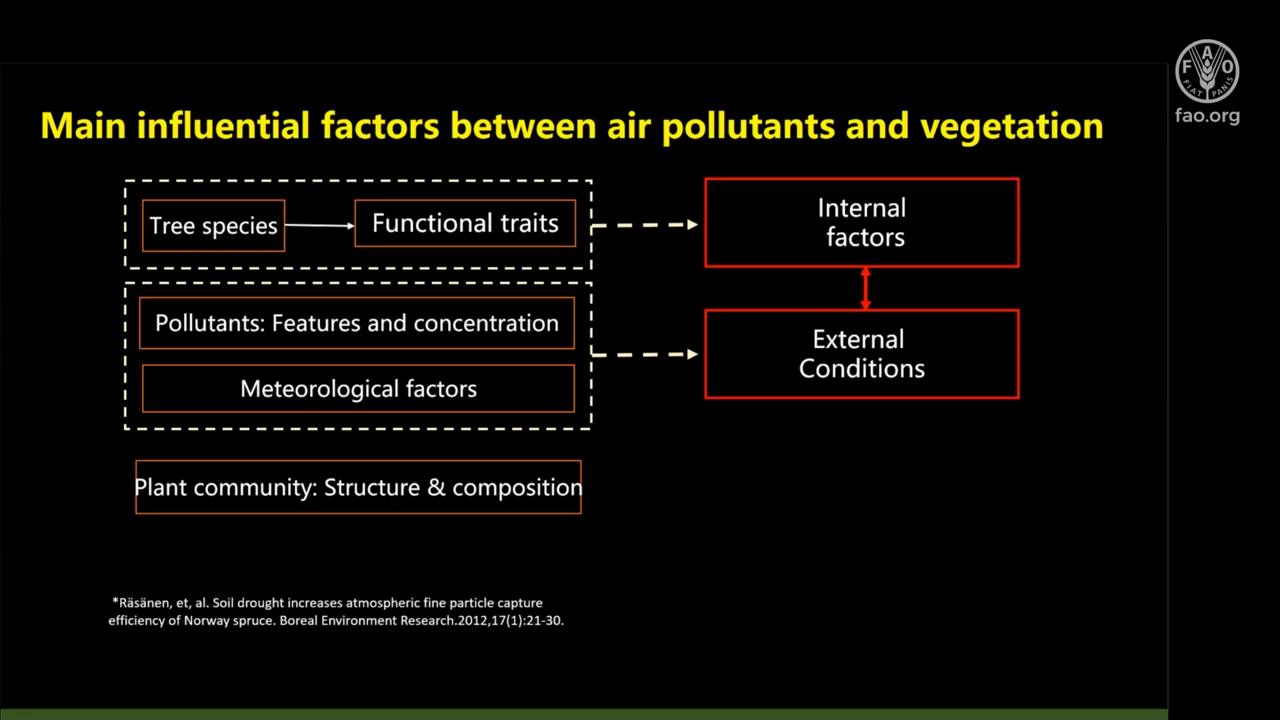 F A O
FIAT PANIS
fao.org
Main influential factors between air pollutants and vegetation
Tree species
Functional traits
Internal
factors
Pollutants: Features and concentration
External
Conditions
Meteorological factors
Plant community: Structure & composition
*Räsänen, et, al. Soil drought increases atmospheric fine particle capture
efficiency of Norway spruce. Boreal Environment Research.2012,17(1):21-30.